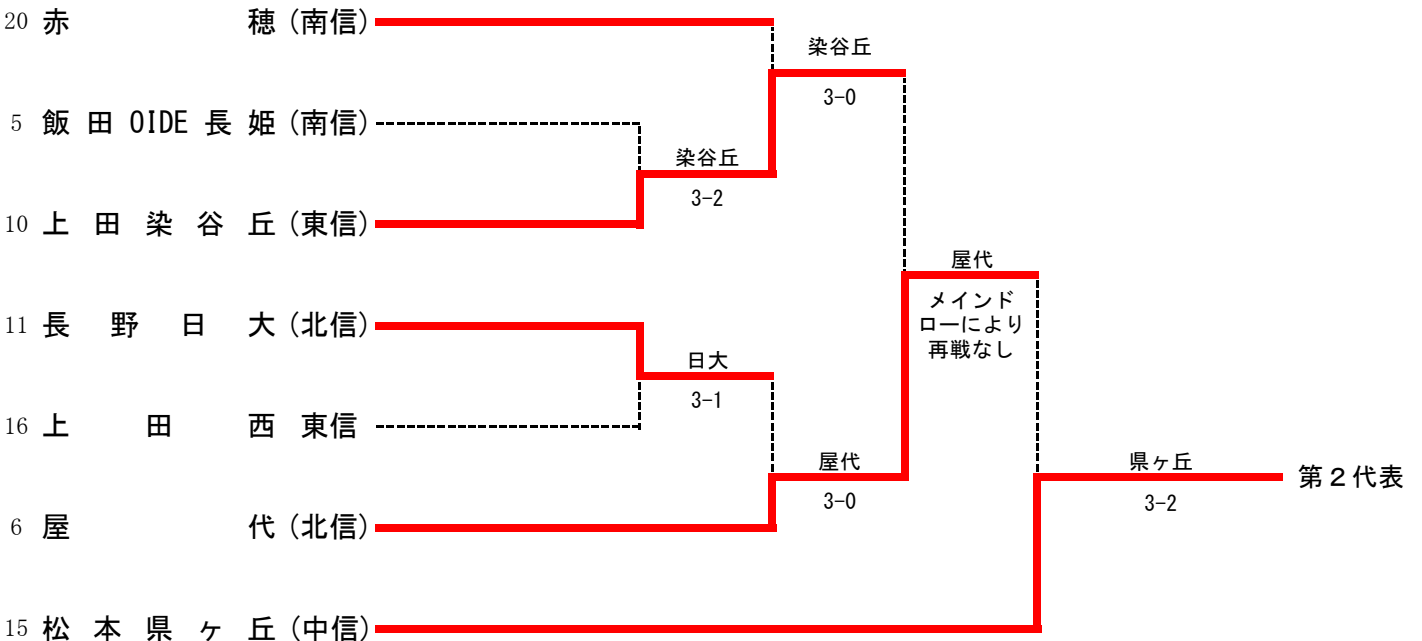 20 赤穂 (南信)
染谷丘
3-0
5 飯田OIDE長姫 (南信)
染谷丘
3-2
10 上田染谷丘 (東信)
屋代
メインド
ローにより
再戦なし
11 長野日大 (北信)
日大
3-1
16 上田西 東信
屋代
3-0
県ヶ丘
3-2
第2代表
6 屋代 (北信)
15 松本県ヶ丘 (中信)